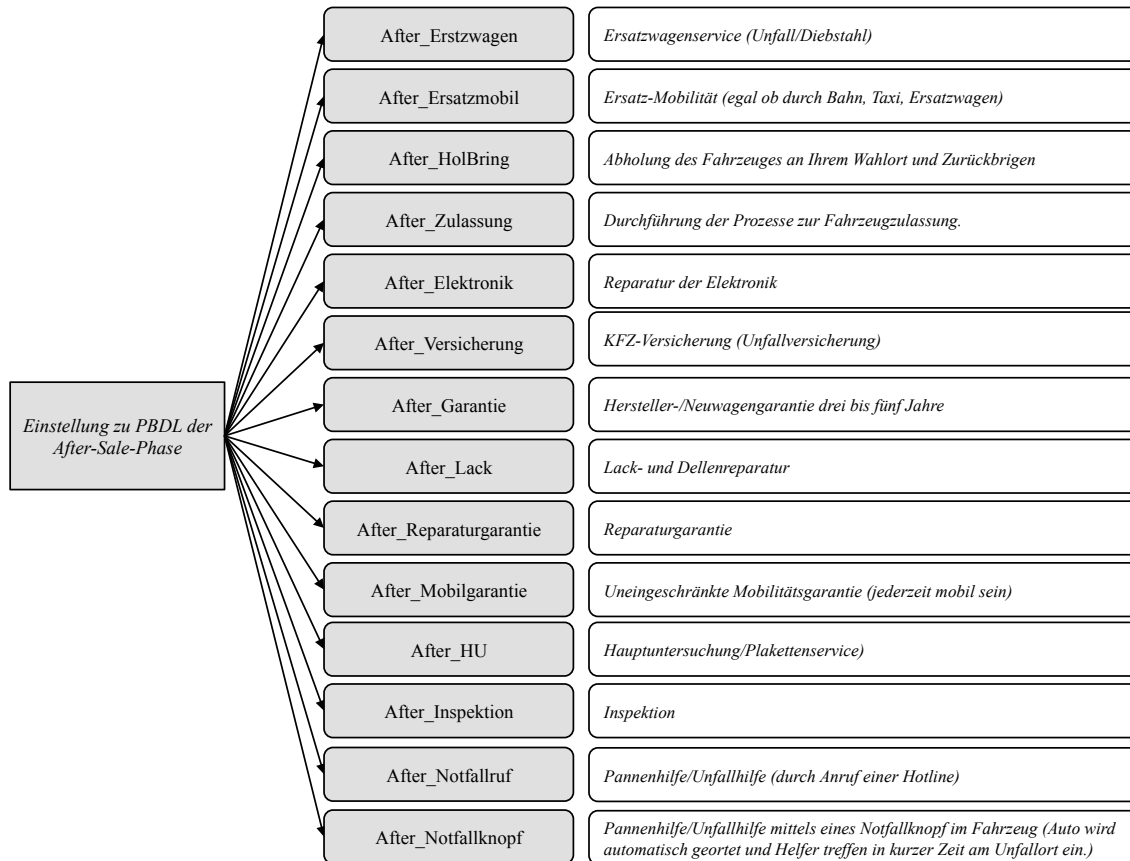 After_Erstzwagen
Ersatzwagenservice (Unfall/Diebstahl)
After_Ersatzmobil
Ersatz-Mobilität (egal ob durch Bahn, Taxi, Ersatzwagen)
After_HolBring
Abholung des Fahrzeuges an Ihrem Wahlort und Zurückbrigen
After_Zulassung
Durchführung der Prozesse zur Fahrzeugzulassung.
After_Elektronik
Reparatur der Elektronik
After_Versicherung
KFZ-Versicherung (Unfallversicherung)
Einstellung zu PBDL der
After-Sale-Phase
After_Garantie
Hersteller-/Neuwagengarantie drei bis fünf Jahre
After_Lack
Lack- und Dellenreparatur
After_Reparaturgarantie
Reparaturgarantie
After_Mobilgarantie
Uneingeschränkte Mobilitätsgarantie (jederzeit mobil sein)
After_HU
Hauptuntersuchung/Plakettenservice)
After_Inspektion
Inspektion
After_Notfallruf
Pannenhilfe/Unfallhilfe (durch Anruf einer Hotline)
After_Notfallknopf
Pannenhilfe/Unfallhilfe mittels eines Notfallknopf im Fahrzeug (Auto wird
automatisch geortet und Helfer treffen in kurzer Zeit am Unfallort ein.)